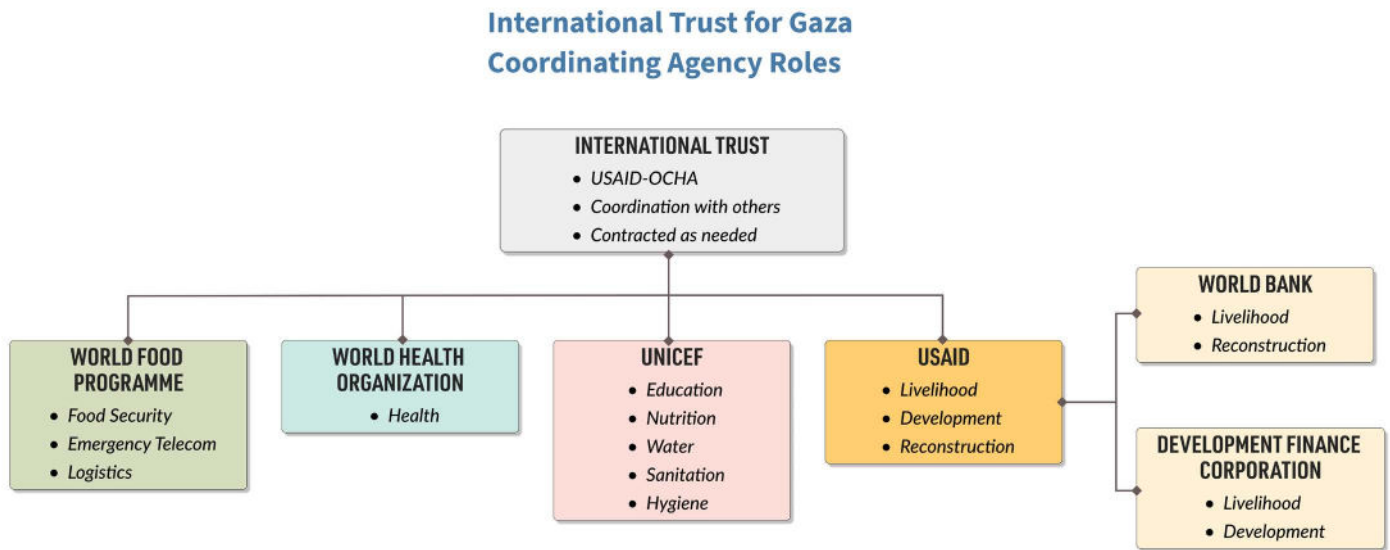 International Trust for Gaza
Coordinating Agency Roles
INTERNATIONAL TRUST
• USAID-OCHA
• Coordination with others
• Contracted as needed
WORLD FOOD
PROGRAMME
• Food Security
• Emergency Telecom
• Logistics
WORLD HEALTH
ORGANIZATION
• Health
UNICEF
• Education
• Nutrition
• Water
• Sanitation
• Hygiene
USAID
• Livelihood
• Development
• Reconstruction
WORLD BANK
• Livelihood
• Reconstruction
DEVELOPMENT FINANCE
CORPORATION
• Livelihood
• Development